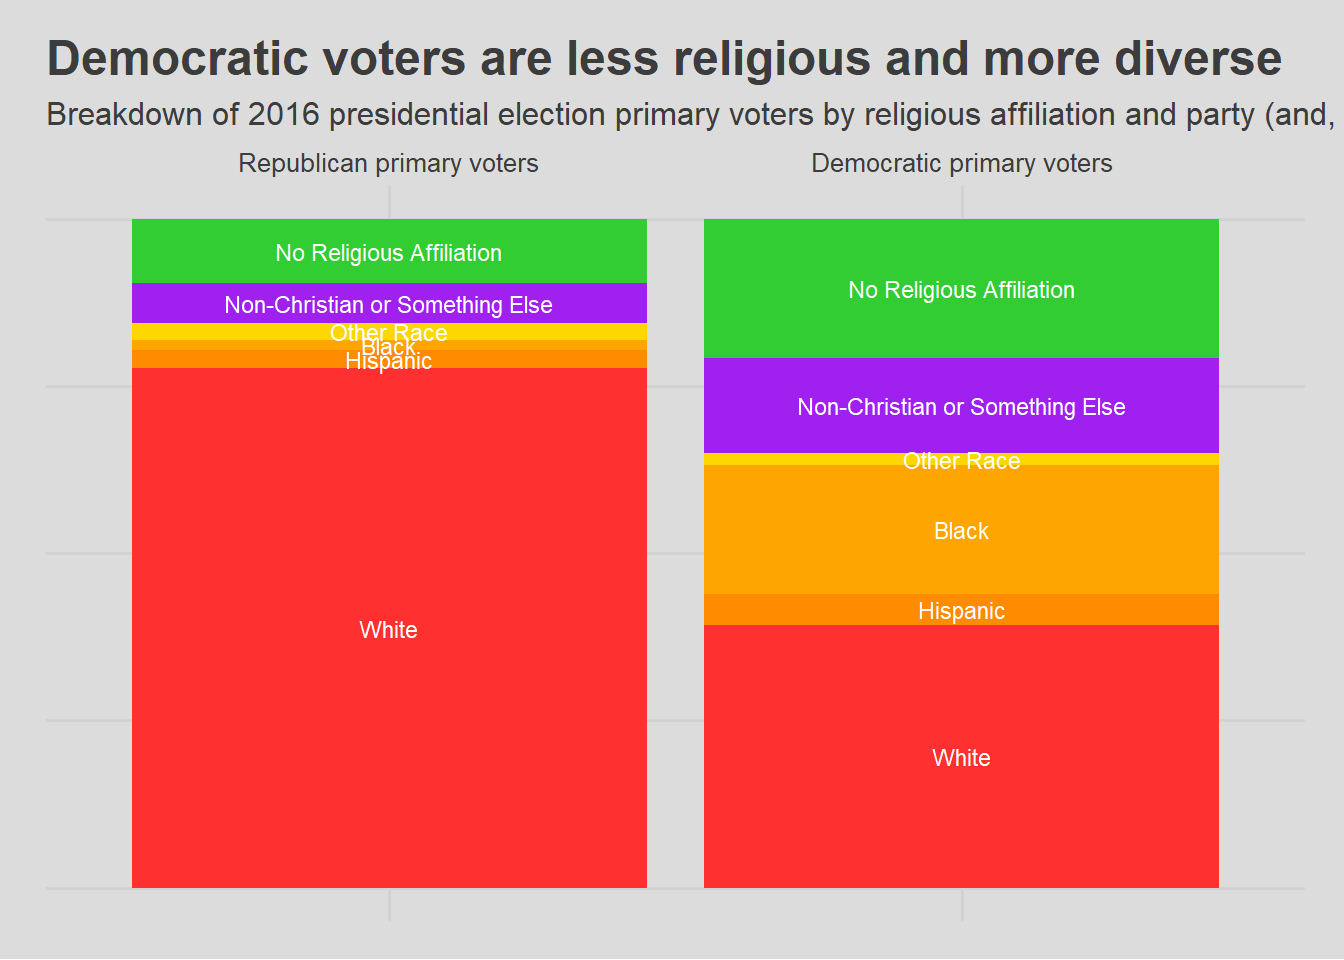 Democratic voters are less religious and more diverse
Breakdown of 2016 presidential election primary voters by religious affiliation and party (and,
Republican primary voters
Democratic primary voters
No Religious Affiliation
Non-Christian or Something Else
Other Race
Black
Hispanic
White
No Religious Affiliation
Non-Christian or Something Else
Other Race
Black
Hispanic
White